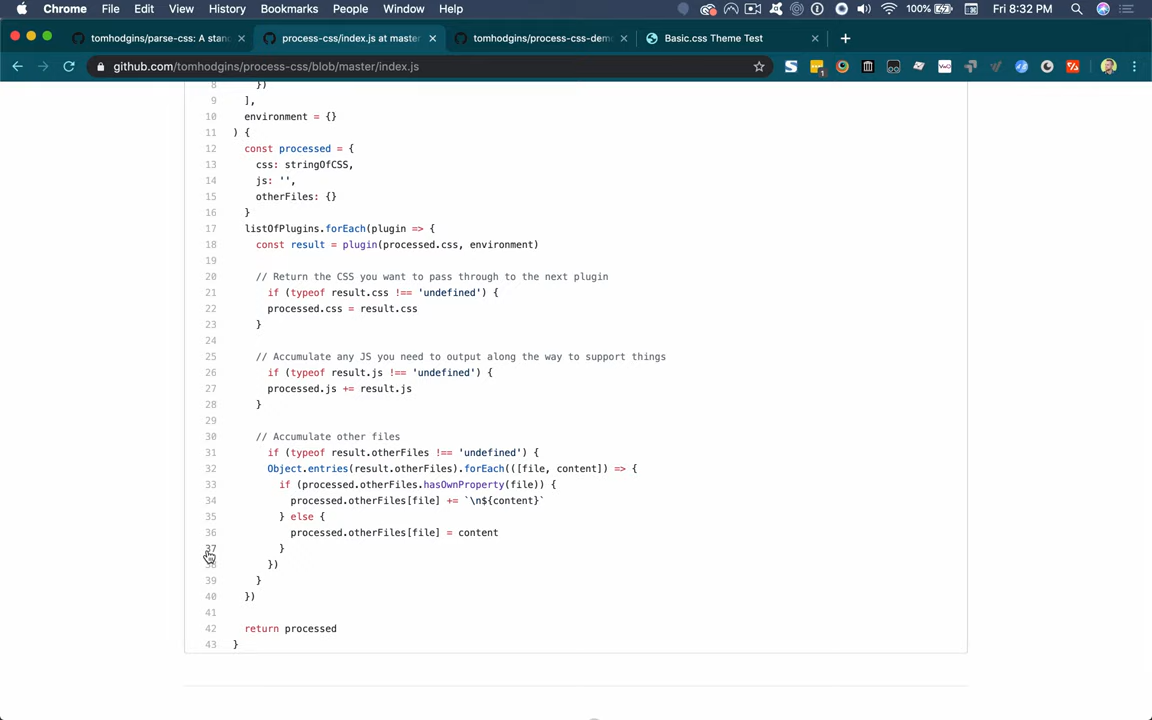 Chrome File Edit View History Bookmarks People Window Help 100% Fri 8:32 PM
tomhodgins/parse-css: A stan
process-css/index.js at master
tomhodgins/process-css-dem
Basic.css Theme Test
github.com/tomhodgins/process-css/blob/master/index.js
8 })
9 ],
10 environment = {}
11 ) {
12 const processed = {
13 css: stringOfCSS,
14 js: '',
15 otherFiles: {}
16 }
17 listOfPlugins.forEach(plugin => {
18 const result = plugin(processed.css, environment)
19
20 // Return the CSS you want to pass through to the next plugin
21 if (typeof result.css !== 'undefined') {
22 processed.css = result.css
23 }
24
25 // Accumulate any JS you need to output along the way to support things
26 if (typeof result.js !== 'undefined') {
27 processed.js += result.js
28 }
29
30 // Accumulate other files
31 if (typeof result.otherFiles !== 'undefined') {
32 Object.entries(result.otherFiles).forEach(([file, content]) => {
33 if (processed.otherFiles.hasOwnProperty(file)) {
34 processed.otherFiles[file] += `\n${content}`
35 } else {
36 processed.otherFiles[file] = content
37 }
38 })
39 }
40 })
41
42 return processed
43 }